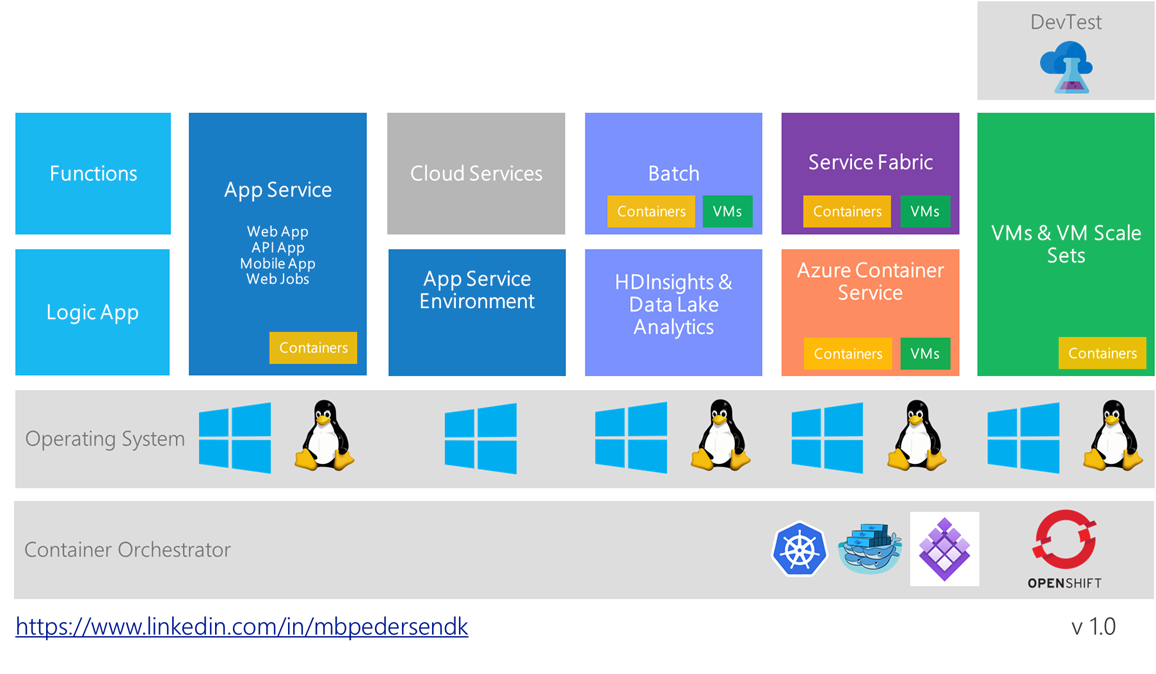 DevTest
Functions
Logic App
App Service
Web App
API App
Mobile App
Web Jobs
Containers
Cloud Services
App Service
Environment
Batch
Containers
VMs
HDInsights &
Data Lake
Analytics
Service Fabric
Containers
VMs
Azure Container
Service
Containers
VMs
VMs & VM Scale
Sets
Containers
Operating System
Container Orchestrator
OPENSHIFT
https://www.linkedin.com/in/mbpedersendk
v 1.0